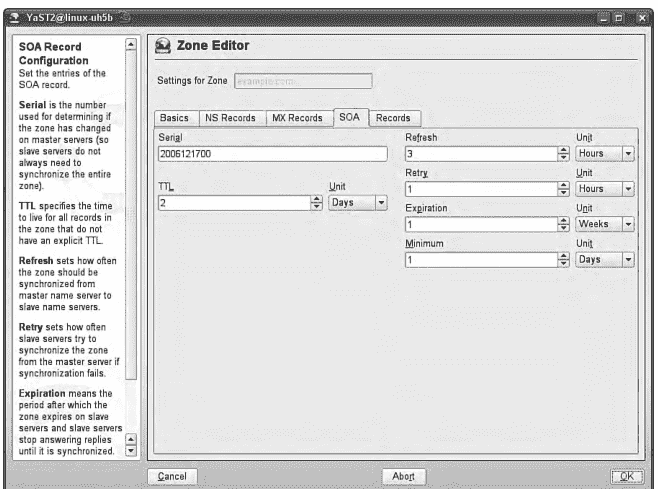 YaST2@linux-uh5b
SOA Record
Configuration
Set the entries of the
SOA record.
Serial is the number
used for determining if
the zone has changed
on master servers (so
slave servers do not
always need to
synchronize the entire
zone).
TTL specifies the time
to live for all records in
the zone that do not
have an explicit TTL.
Refresh sets how often
the zone should be
synchronized from
master name server to
slave name servers.
Retry sets how often
slave servers try to
synchronize the zone
from the master server if
synchronization fails.
Expiration means the
period after which the
zone expires on slave
servers and slave servers
stop answering replies
until it is synchronized.
Zone Editor
Settings for Zone example.com
Basics NS Records MX Records SOA Records
Serial
2006121700
TTL Unit
2 Days
Refresh Unit
3 Hours
Retry Unit
1 Hours
Expiration Unit
1 Weeks
Minimum Unit
1 Days
Cancel Abort OK